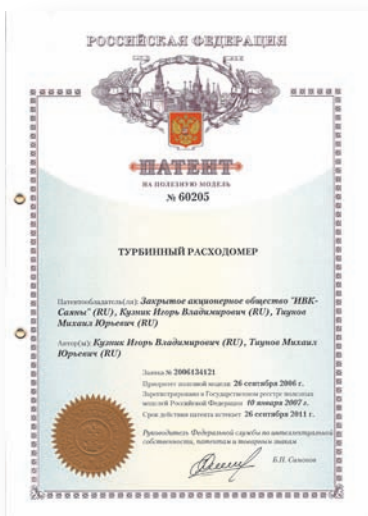 РОССИЙСКАЯ ФЕДЕРАЦИЯ
ПАТЕНТ
НА ПОЛЕЗНУЮ МОДЕЛЬ
№ 60205
ТУРБИННЫЙ РАСХОДОМЕР
Патентообладатель(ли): Закрытое акционерное общество "ИВК-
Саяны" (RU), Кузник Игорь Владимирович (RU), Тиунов
Михаил Юрьевич (RU)
Автор(ы): Кузник Игорь Владимирович (RU), Тиунов Михаил
Юрьевич (RU)
Заявка № 2006134121
Приоритет полезной модели 26 сентября 2006 г.
Зарегистрировано в Государственном реестре полезных
моделей Российской Федерации 10 января 2007 г.
Срок действия патента истекает 26 сентября 2011 г.
Руководитель Федеральной службы по интеллектуальной
собственности, патентам и товарным знакам
Б.П. Симонов